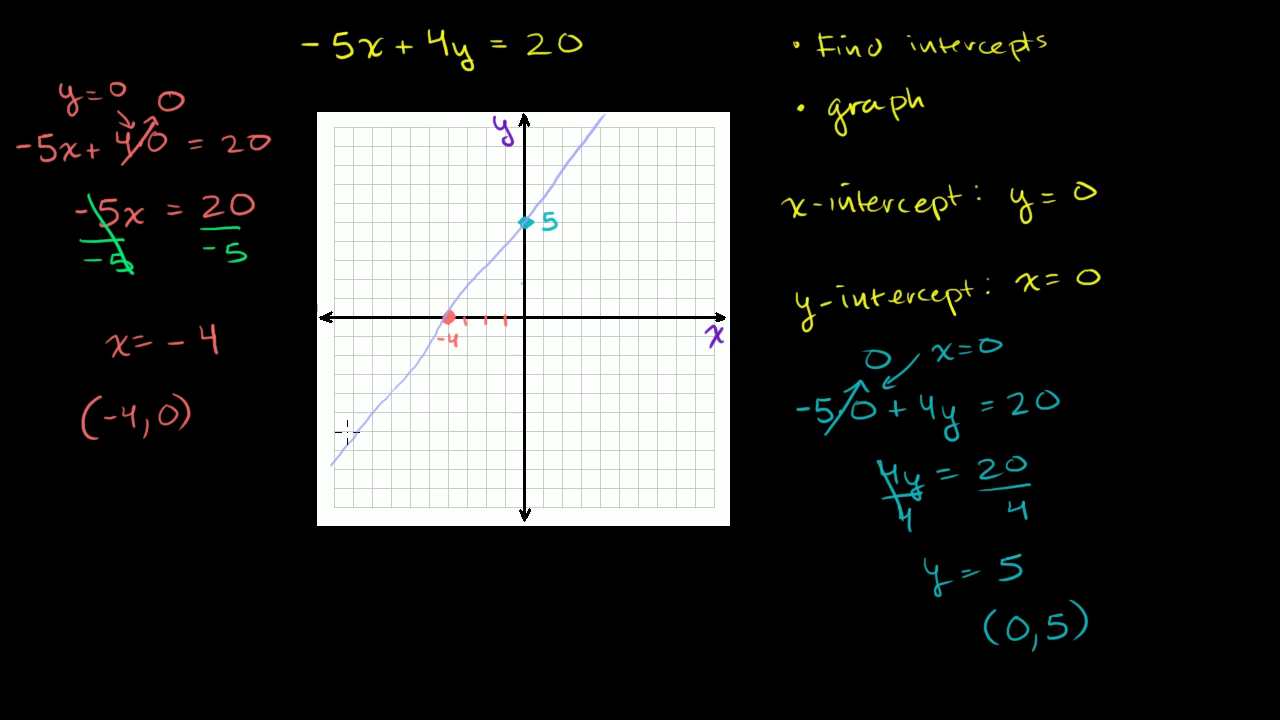 -5x + 4y = 20
y = 0
0
-5x + 4·0 = 20
-5x = 20
-5 -5
x = -4
(-4, 0)
y
5
-4
x
• Find intercepts
• graph
x-intercept: y = 0
y-intercept: x = 0
0 x = 0
-5·0 + 4y = 20
4y = 20
4 4
y = 5
(0, 5)